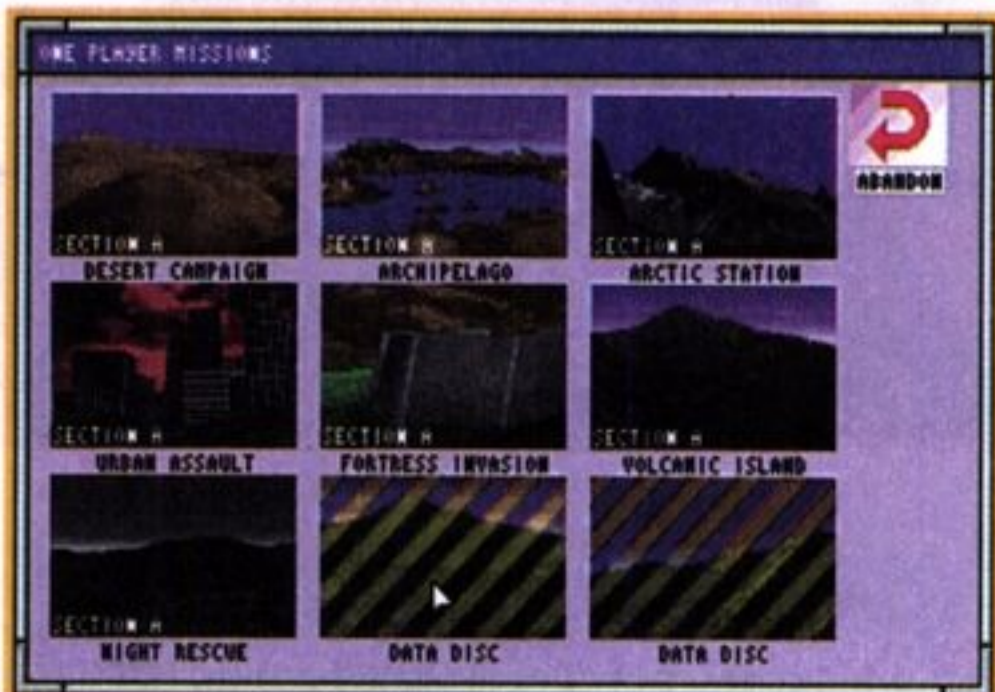 ONE PLAYER MISSIONS
ABANDON
SECTION A
SECTION A
SECTION A
DESERT CAMPAIGN
ARCHIPELAGO
ARCTIC STATION
SECTION A
SECTION A
SECTION A
URBAN ASSAULT
FORTRESS INVASION
VOLCANIC ISLAND
SECTION A
NIGHT RESCUE
DATA DISC
DATA DISC